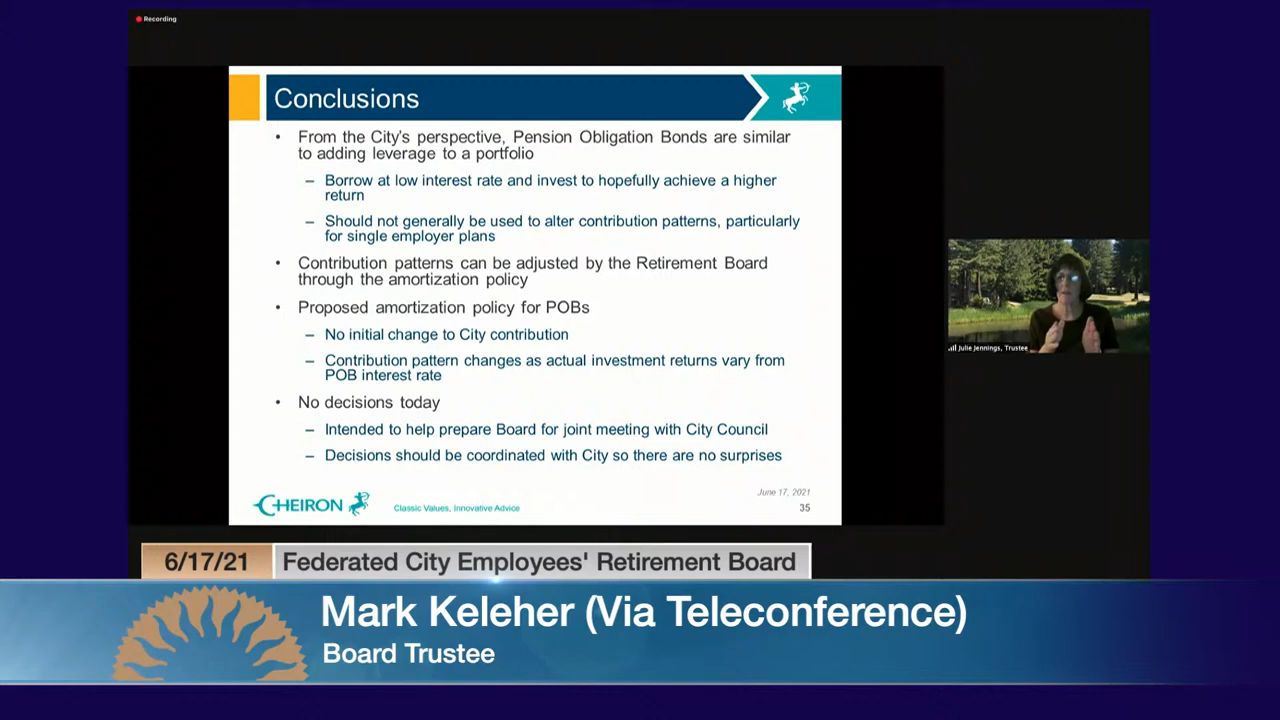 Recording
Conclusions
• From the City's perspective, Pension Obligation Bonds are similar
to adding leverage to a portfolio
– Borrow at low interest rate and invest to hopefully achieve a higher
return
– Should not generally be used to alter contribution patterns, particularly
for single employer plans
• Contribution patterns can be adjusted by the Retirement Board
through the amortization policy
• Proposed amortization policy for POBs
– No initial change to City contribution
– Contribution pattern changes as actual investment returns vary from
POB interest rate
• No decisions today
– Intended to help prepare Board for joint meeting with City Council
– Decisions should be coordinated with City so there are no surprises
June 17, 2021
CHEIRON
Classic Values, Innovative Advice
35
Julie Jennings, Trustee
6/17/21
Federated City Employees' Retirement Board
Mark Keleher (Via Teleconference)
Board Trustee